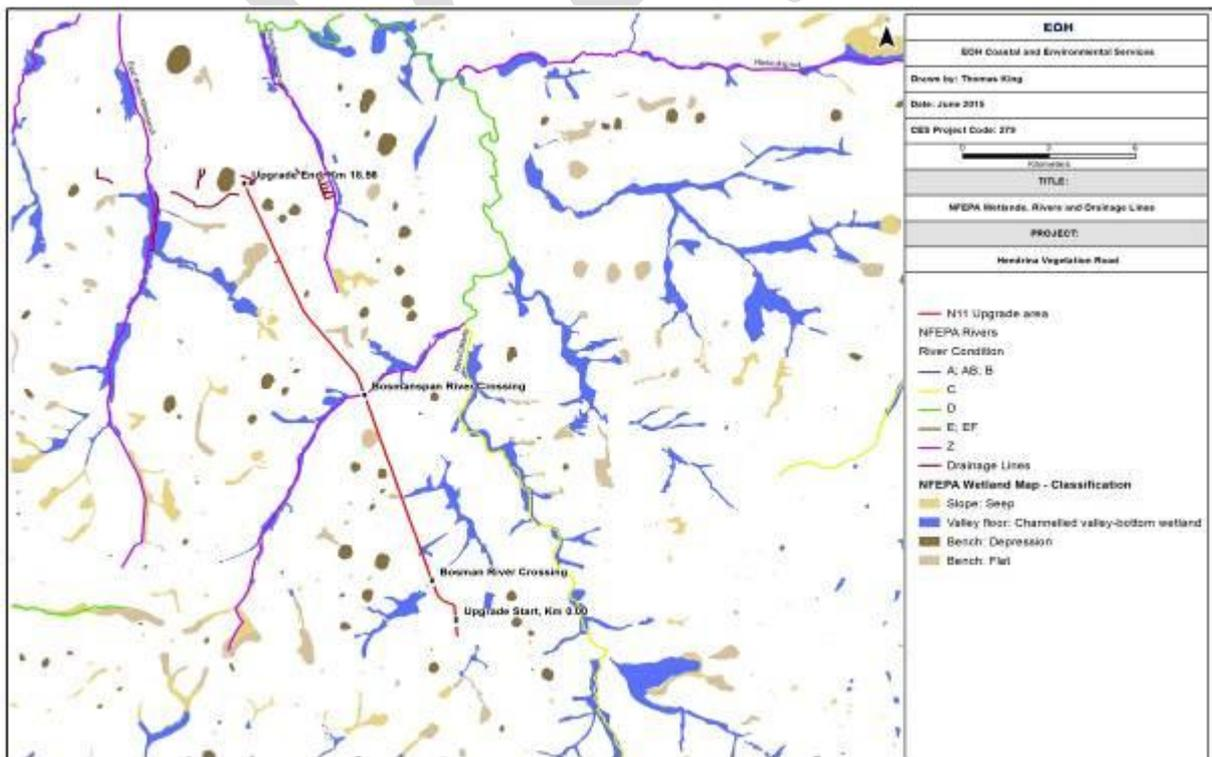 EOH
EOH Coastal and Environmental Services
Drawn by: Thomas King
Date: June 2015
CES Project Code: 279
0
Kilometers
TITLE:
NFEPA Wetlands, Rivers and Drainage Lines
PROJECT:
Hendrina Vegetation Road
N11 Upgrade area
NFEPA Rivers
River Condition
A; AB; B
C
D
E; EF
Z
Drainage Lines
NFEPA Wetland Map - Classification
Slope: Seep
Valley floor: Channelled valley-bottom wetland
Bench: Depression
Bench: Flat
Upgrade End, Km
Bosmanspan River Crossing
Bosman River Crossing
Upgrade Start, Km 0.00